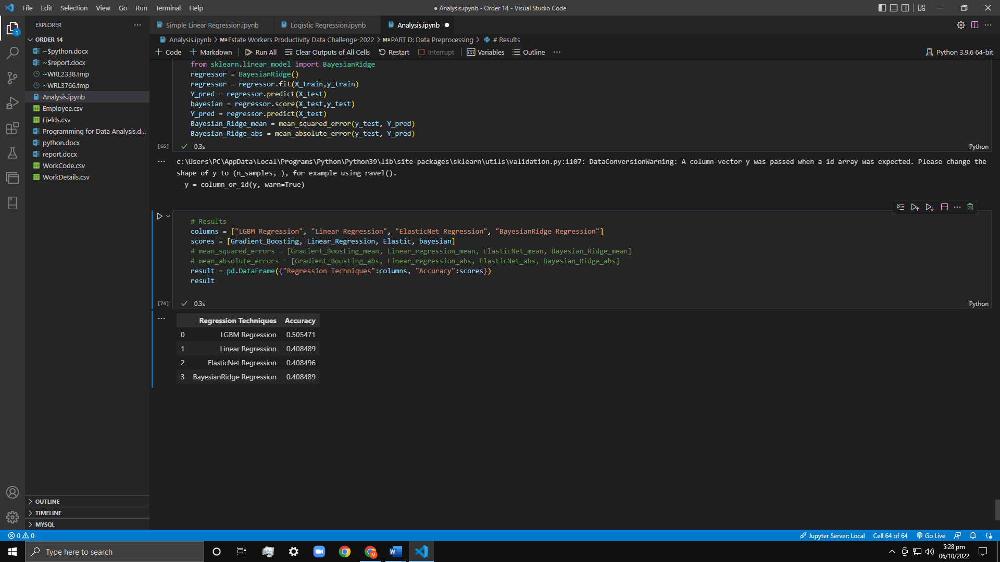 File Edit Selection View Go Run Terminal Help
● Analysis.ipynb - Order 14 - Visual Studio Code
EXPLORER
Simple Linear Regression.ipynb Logistic Regression.ipynb Analysis.ipynb
ORDER 14
Analysis.ipynb > M↓Estate Workers Productivity Data Challenge-2022 > M↓PART D: Data Preprocessing > # Results
+ Code + Markdown Run All Clear Outputs of All Cells Restart Interrupt Variables Outline ... Python 3.9.6 64-bit
1
~$python.docx
~$report.docx
~WRL2338.tmp
~WRL3766.tmp
Analysis.ipynb
Employee.csv
Fields.csv
Programming for Data Analysis.d...
python.docx
report.docx
WorkCode.csv
WorkDetails.csv
from sklearn.linear_model import BayesianRidge
regressor = BayesianRidge()
regressor = regressor.fit(X_train,y_train)
Y_pred = regressor.predict(X_test)
bayesian = regressor.score(X_test,y_test)
Y_pred = regressor.predict(X_test)
Bayesian_Ridge_mean = mean_squared_error(y_test, Y_pred)
Bayesian_Ridge_abs = mean_absolute_error(y_test, Y_pred)
[66] 0.3s Python
c:\Users\PC\AppData\Local\Programs\Python\Python39\lib\site-packages\sklearn\utils\validation.py:1107: DataConversionWarning: A column-vector y was passed when a 1d array was expected. Please change the
shape of y to (n_samples, ), for example using ravel().
y = column_or_1d(y, warn=True)
# Results
columns = ["LGBM Regression", "Linear Regression", "ElasticNet Regression", "BayesianRidge Regression"]
scores = [Gradient_Boosting, Linear_Regression, Elastic, bayesian]
# mean_squared_errors = [Gradient_Boosting_mean, Linear_regression_mean, ElasticNet_mean, Bayesian_Ridge_mean]
# mean_absolute_errors = [Gradient_Boosting_abs, Linear_regression_abs, ElasticNet_abs, Bayesian_Ridge_abs]
result = pd.DataFrame({"Regression Techniques":columns, "Accuracy":scores})
result
[74] 0.3s Python
Regression Techniques Accuracy
0 LGBM Regression 0.505471
1 Linear Regression 0.408489
2 ElasticNet Regression 0.408496
3 BayesianRidge Regression 0.408489
OUTLINE
TIMELINE
MYSQL
0 0 Jupyter Server: Local Cell 64 of 64 Go Live
Type here to search
5:28 pm
06/10/2022